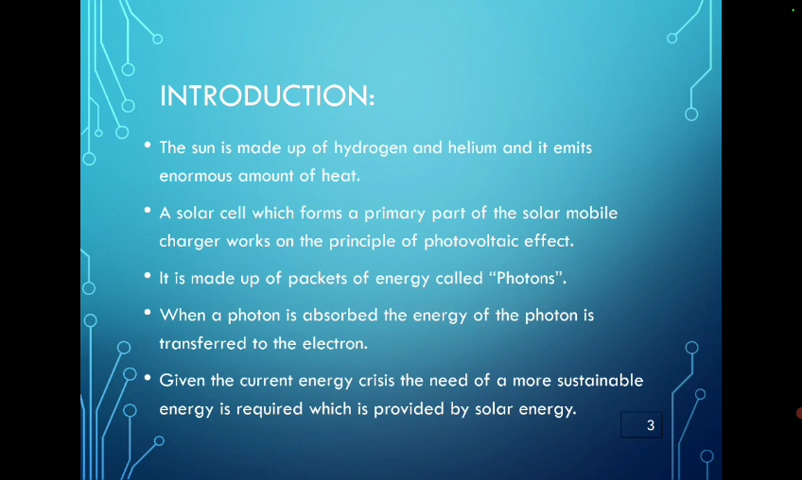 INTRODUCTION:
• The sun is made up of hydrogen and helium and it emits
enormous amount of heat.
• A solar cell which forms a primary part of the solar mobile
charger works on the principle of photovoltaic effect.
• It is made up of packets of energy called “Photons”.
• When a photon is absorbed the energy of the photon is
transferred to the electron.
• Given the current energy crisis the need of a more sustainable
energy is required which is provided by solar energy.
3